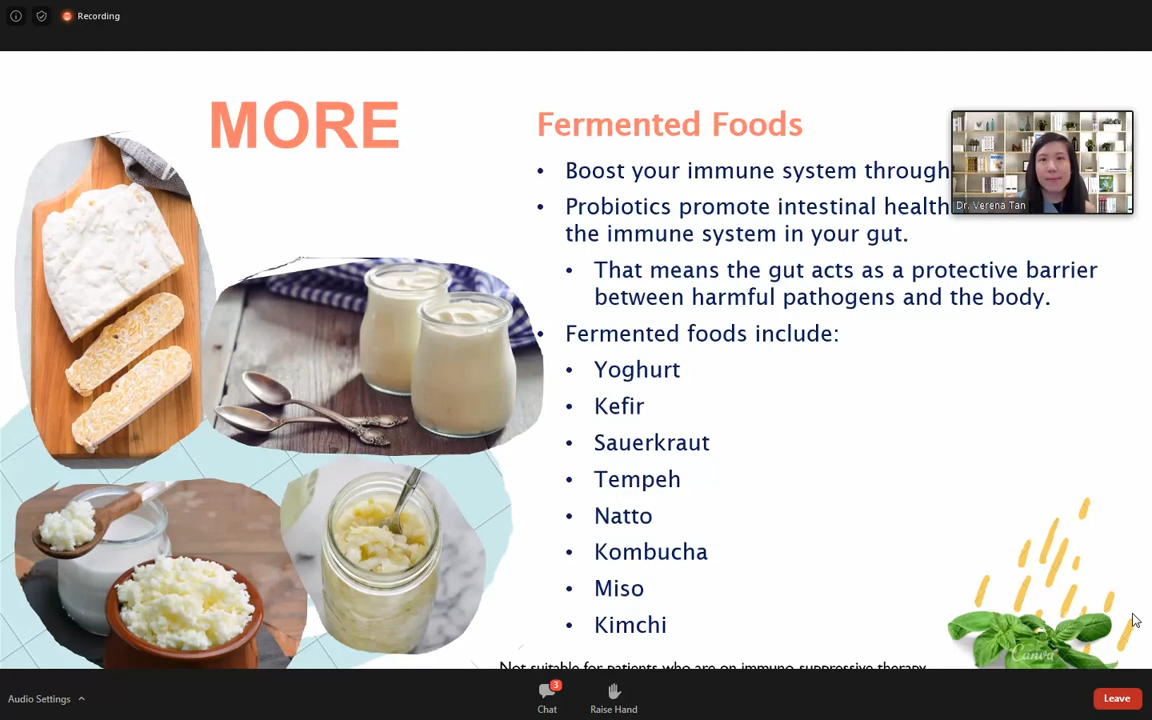 Recording
MORE
Fermented Foods
• Boost your immune system through
• Probiotics promote intestinal health
the immune system in your gut.
• That means the gut acts as a protective barrier
between harmful pathogens and the body.
• Fermented foods include:
• Yoghurt
• Kefir
• Sauerkraut
• Tempeh
• Natto
• Kombucha
• Miso
• Kimchi
Dr. Verena Tan
Canva
Not suitable for patients who are on immuno suppressive therapy
Audio Settings
3
Chat
Raise Hand
Leave